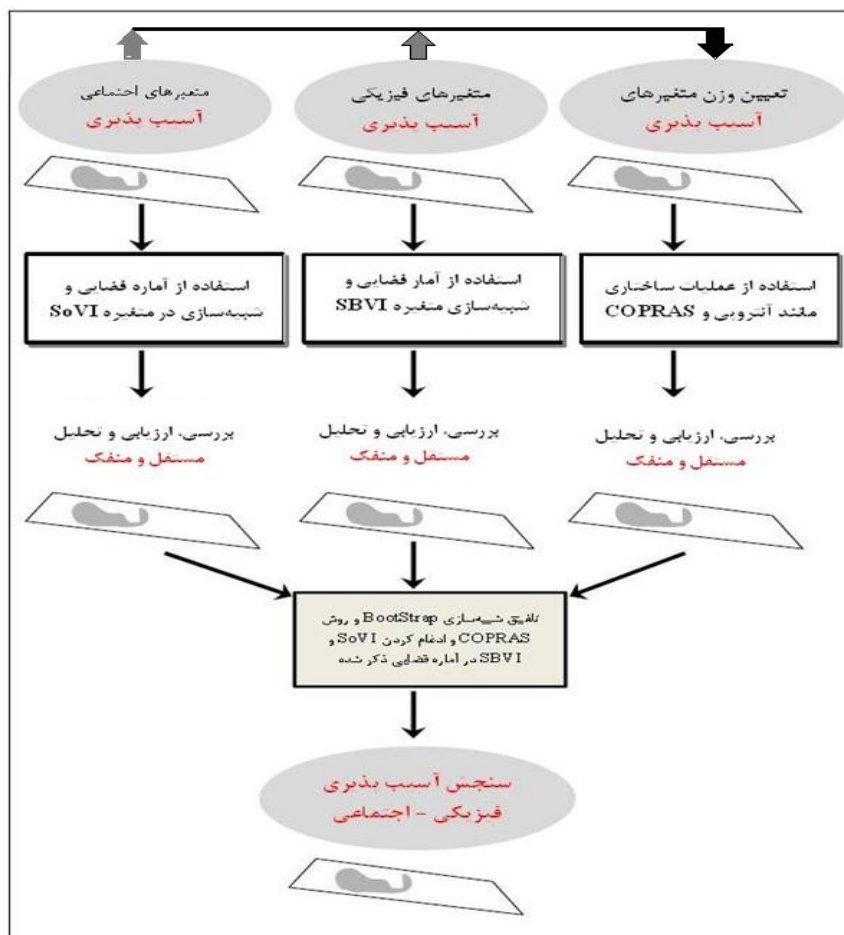 تعیین وزن متغیرهای
آسیب پذیری
متغیرهای فیزیکی
آسیب پذیری
متغیرهای اجتماعی
آسیب پذیری
استفاده از عملیات ساختاری
مانند آنتروپی و COPRAS
استفاده از آمار فضایی و
شبیه‌سازی متغیره SBVI
استفاده از آماره فضایی و
شبیه‌سازی در متغیره SoVI
بررسی، ارزیابی و تحلیل
مستقل و منفک
بررسی، ارزیابی و تحلیل
مستقل و منفک
بررسی، ارزیابی و تحلیل
مستقل و منفک
تلفیق شبیه‌سازی BootStrap و روش
COPRAS و ادغام کردن SoVI و
SBVI در آماره فضایی ذکر شده
سنجش آسیب پذیری
فیزیکی - اجتماعی